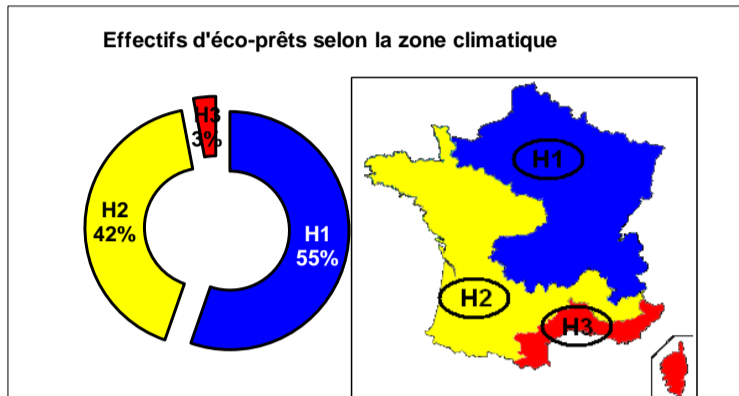 Effectifs d'éco-prêts selon la zone climatique
H3
3%
H2
42%
H1
55%
H1
H2
H3